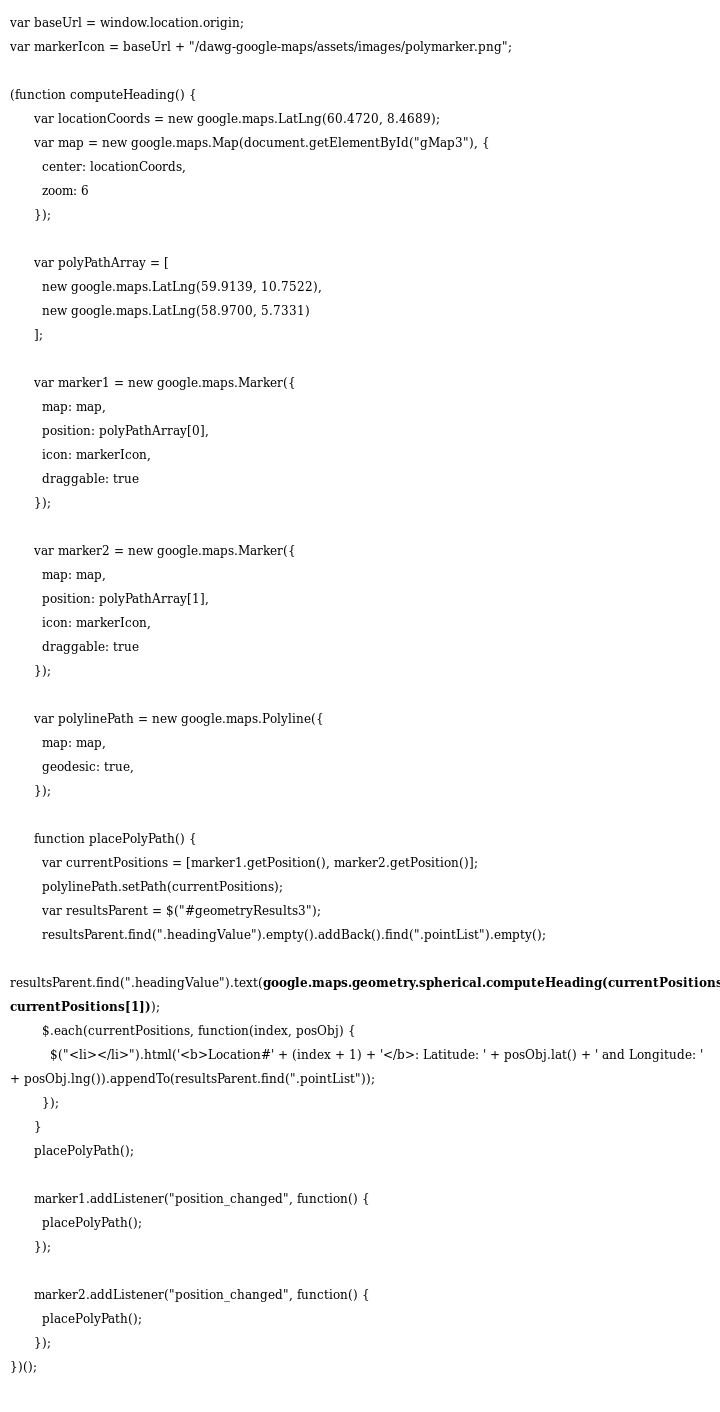 var baseUrl = window.location.origin;
var markerIcon = baseUrl + "/dawg-google-maps/assets/images/polymarker.png";
(function computeHeading() {
var locationCoords = new google.maps.LatLng(60.4720, 8.4689);
var map = new google.maps.Map(document.getElementById("gMap3"), {
center: locationCoords,
zoom: 6
});
var polyPathArray = [
new google.maps.LatLng(59.9139, 10.7522),
new google.maps.LatLng(58.9700, 5.7331)
];
var marker1 = new google.maps.Marker({
map: map,
position: polyPathArray[0],
icon: markerIcon,
draggable: true
});
var marker2 = new google.maps.Marker({
map: map,
position: polyPathArray[1],
icon: markerIcon,
draggable: true
});
var polylinePath = new google.maps.Polyline({
map: map,
geodesic: true,
});
function placePolyPath() {
var currentPositions = [marker1.getPosition(), marker2.getPosition()];
polylinePath.setPath(currentPositions);
var resultsParent = $("#geometryResults3");
resultsParent.find(".headingValue").empty().addBack().find(".pointList").empty();
resultsParent.find(".headingValue").text(google.maps.geometry.spherical.computeHeading(currentPositions
currentPositions[1]));
$.each(currentPositions, function(index, posObj) {
$("<li></li>").html('<b>Location#' + (index + 1) + '</b>: Latitude: ' + posObj.lat() + ' and Longitude: '
+ posObj.lng()).appendTo(resultsParent.find(".pointList"));
});
}
placePolyPath();
marker1.addListener("position_changed", function() {
placePolyPath();
});
marker2.addListener("position_changed", function() {
placePolyPath();
});
})();